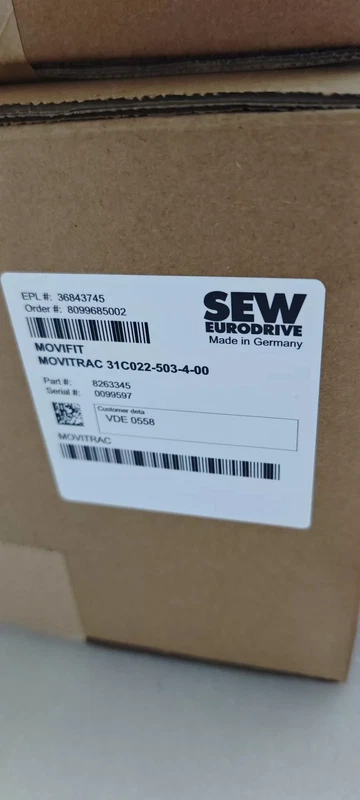 EPL #: 36843745
Order #: 8099685002
SEW
EURODRIVE
Made in Germany
MOVIFIT
MOVITRAC 31C022-503-4-00
Part #: 8263345
Serial #: 0099597
Customer deta
VDE 0558
MOVITRAC